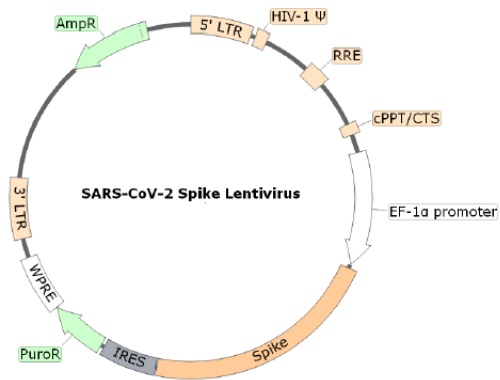 AmpR
5' LTR
HIV-1 Ψ
RRE
cPPT/CTS
SARS-CoV-2 Spike Lentivirus
EF-1α promoter
3' LTR
WPRE
PuroR
IRES
Spike